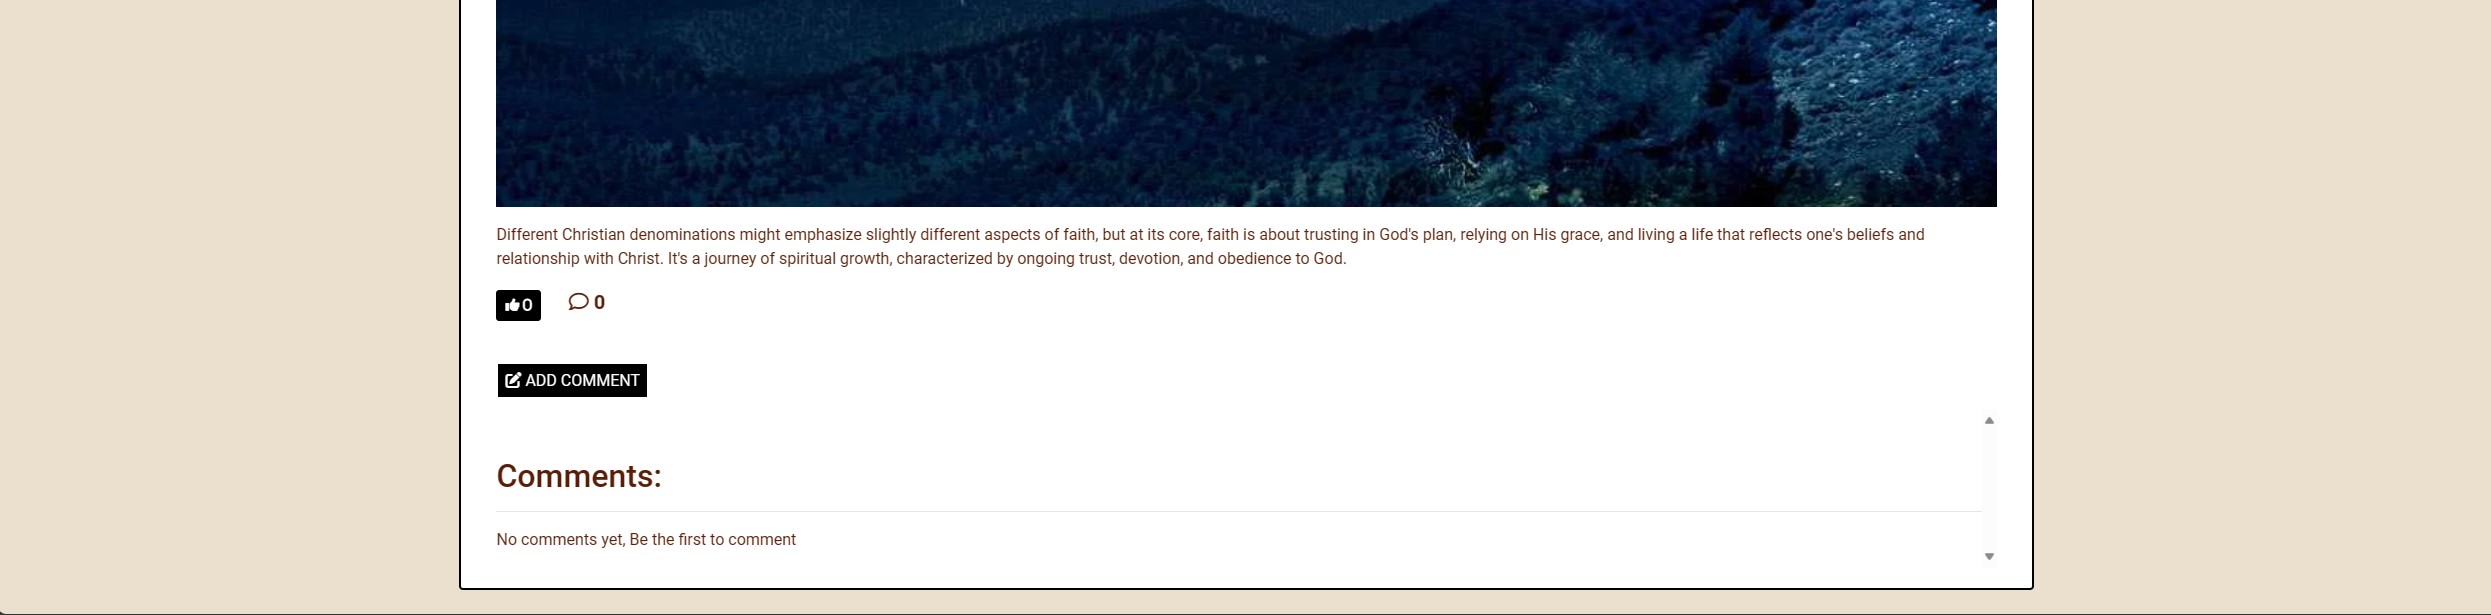 Different Christian denominations might emphasize slightly different aspects of faith, but at its core, faith is about trusting in God's plan, relying on His grace, and living a life that reflects one's beliefs and
relationship with Christ. It's a journey of spiritual growth, characterized by ongoing trust, devotion, and obedience to God.
0 0
ADD COMMENT
Comments:
No comments yet, Be the first to comment